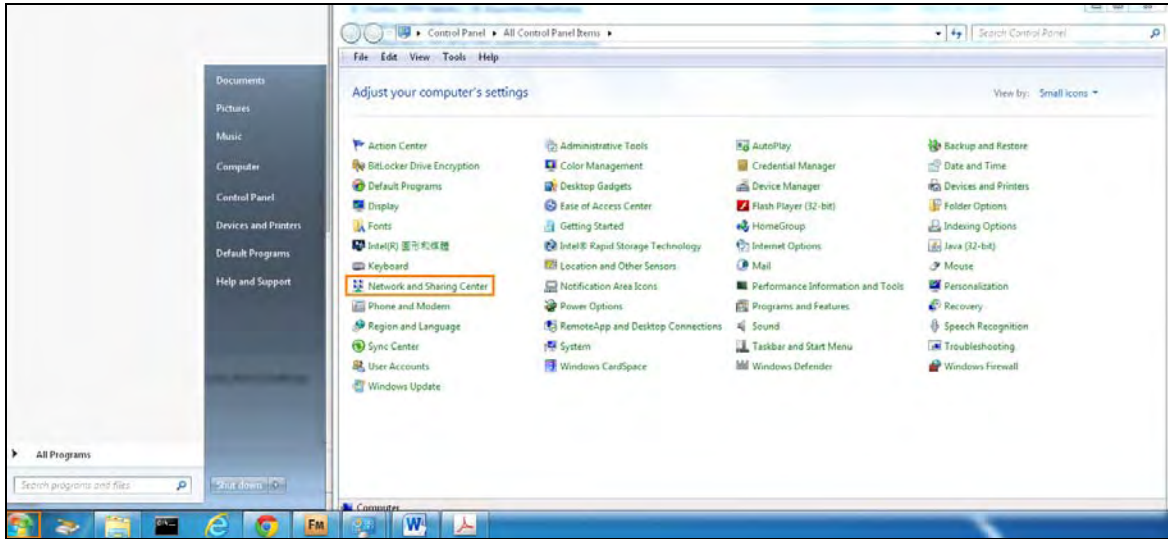 Control Panel ▸ All Control Panel Items ▸
Search Control Panel
File Edit View Tools Help
Adjust your computer's settings
View by: Small icons
Action Center
Administrative Tools
AutoPlay
Backup and Restore
BitLocker Drive Encryption
Color Management
Credential Manager
Date and Time
Default Programs
Desktop Gadgets
Device Manager
Devices and Printers
Display
Ease of Access Center
Flash Player (32-bit)
Folder Options
Fonts
Getting Started
HomeGroup
Indexing Options
Intel(R) 圖形和媒體
Intel® Rapid Storage Technology
Internet Options
Java (32-bit)
Keyboard
Location and Other Sensors
Mail
Mouse
Network and Sharing Center
Notification Area Icons
Performance Information and Tools
Personalization
Phone and Modem
Power Options
Programs and Features
Recovery
Region and Language
RemoteApp and Desktop Connections
Sound
Speech Recognition
Sync Center
System
Taskbar and Start Menu
Troubleshooting
User Accounts
Windows CardSpace
Windows Defender
Windows Firewall
Windows Update
Computer
Documents
Pictures
Music
Computer
Control Panel
Devices and Printers
Default Programs
Help and Support
All Programs
Search programs and files
Shut down
FM
W